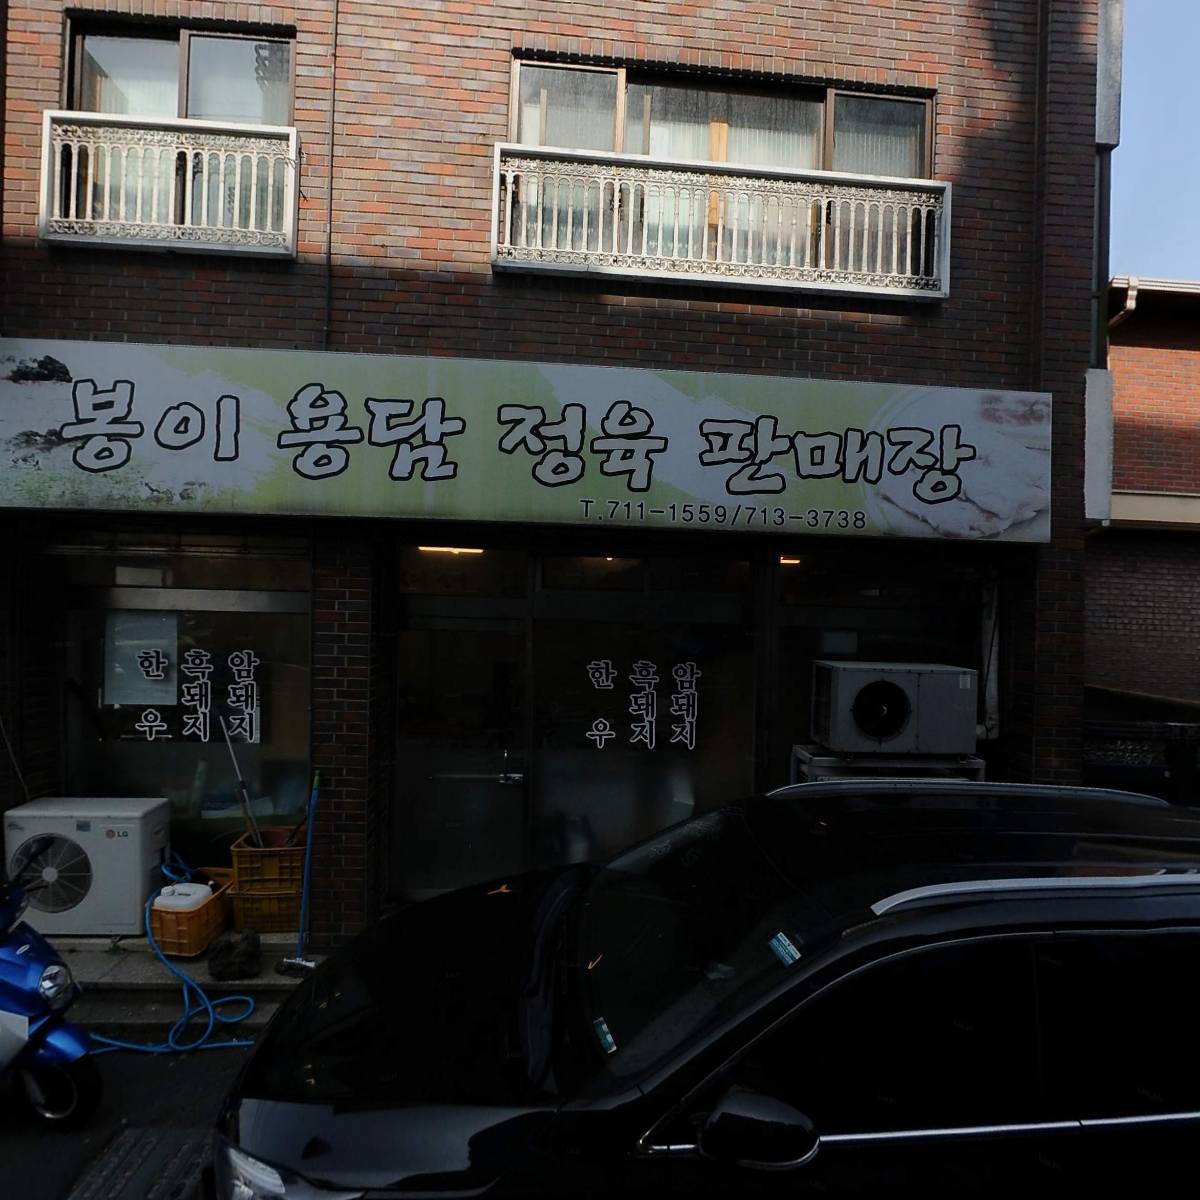 봉이 용담 정육 판매장
T.711-1559/713-3738
한우 흑돼지 암돼지
한우 흑돼지 암돼지
LG